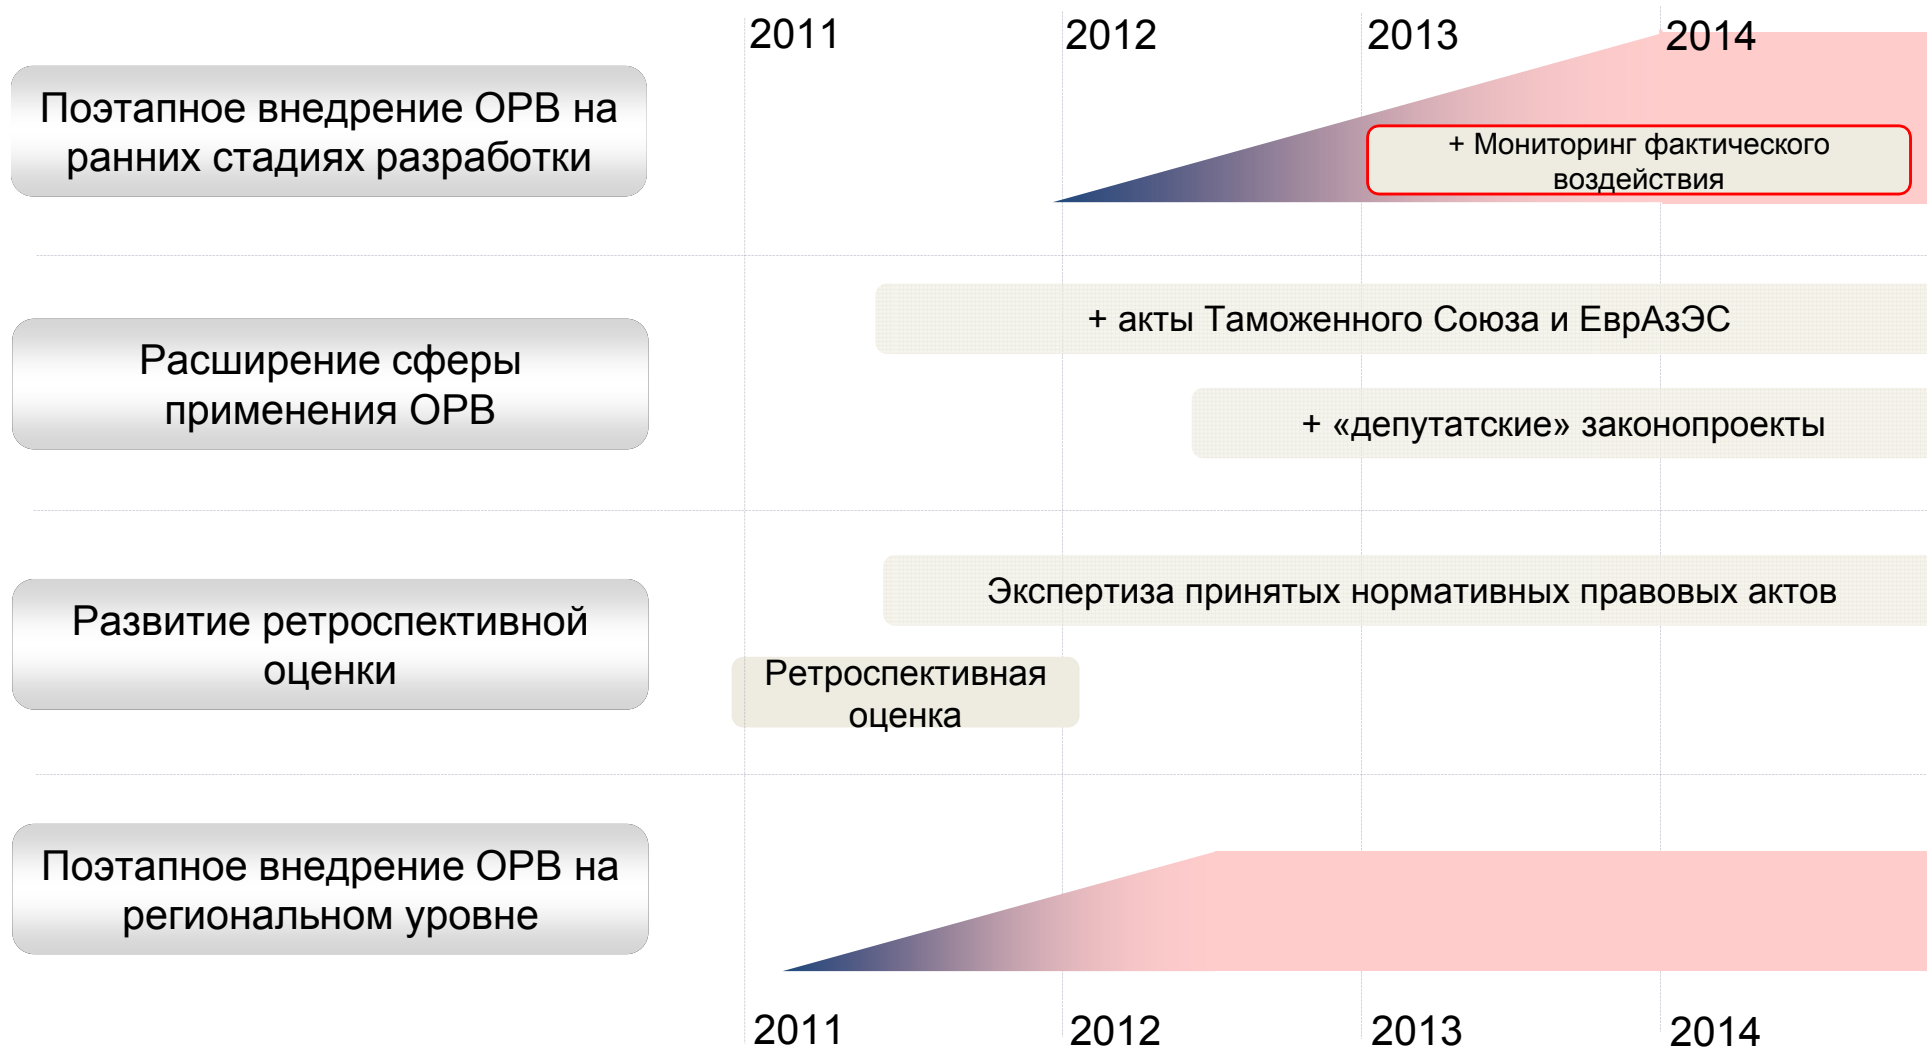 2011
2012
2013
2014
Поэтапное внедрение ОРВ на
ранних стадиях разработки
+ Мониторинг фактического
воздействия
Расширение сферы
применения ОРВ
+ акты Таможенного Союза и ЕврАзЭС
+ «депутатские» законопроекты
Развитие ретроспективной
оценки
Экспертиза принятых нормативных правовых актов
Ретроспективная
оценка
Поэтапное внедрение ОРВ на
региональном уровне
2011
2012
2013
2014